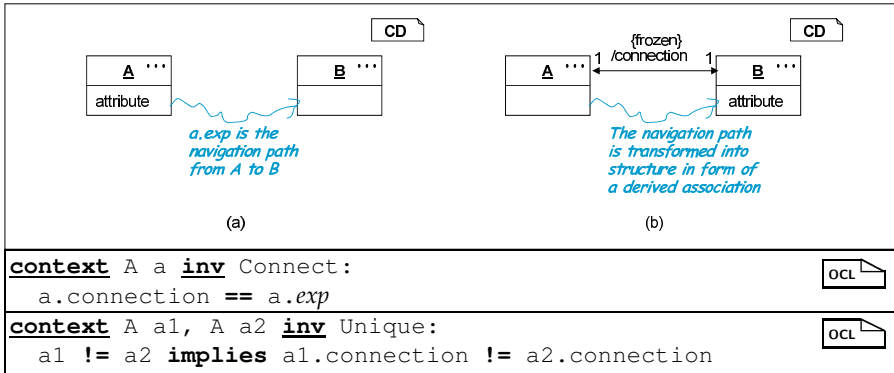 CD
CD
A ...
B ...
attribute
a.exp is the
navigation path
from A to B
(a)
{frozen}
1 /connection 1
A ...
B ...
attribute
The navigation path
is transformed into
structure in form of
a derived association
(b)
context A a inv Connect:
a.connection == a.exp
OCL
context A a1, A a2 inv Unique:
a1 != a2 implies a1.connection != a2.connection
OCL